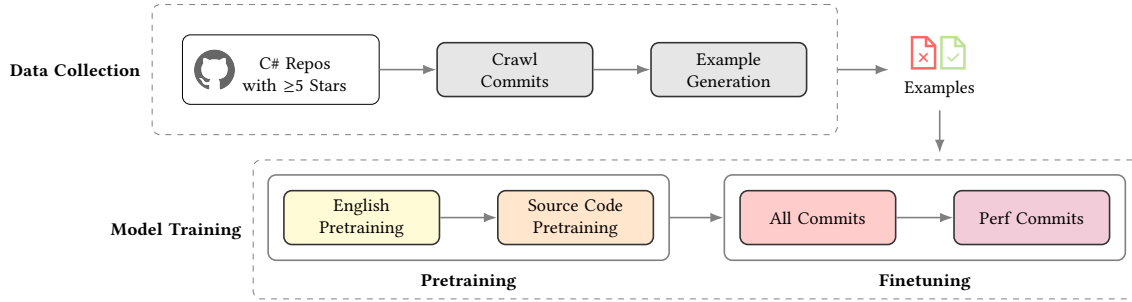 Data Collection
C# Repos
with ≥5 Stars
Crawl
Commits
Example
Generation
Examples
Model Training
English
Pretraining
Source Code
Pretraining
All Commits
Perf Commits
Pretraining
Finetuning